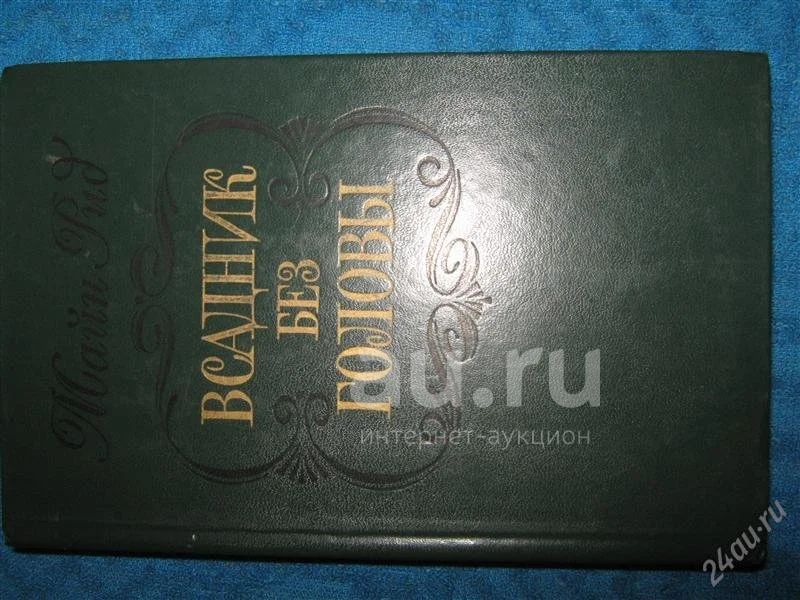 Майн Рид
ВСАДНИК
БЕЗ
ГОЛОВЫ
au.ru
интернет-аукцион
24au.ru